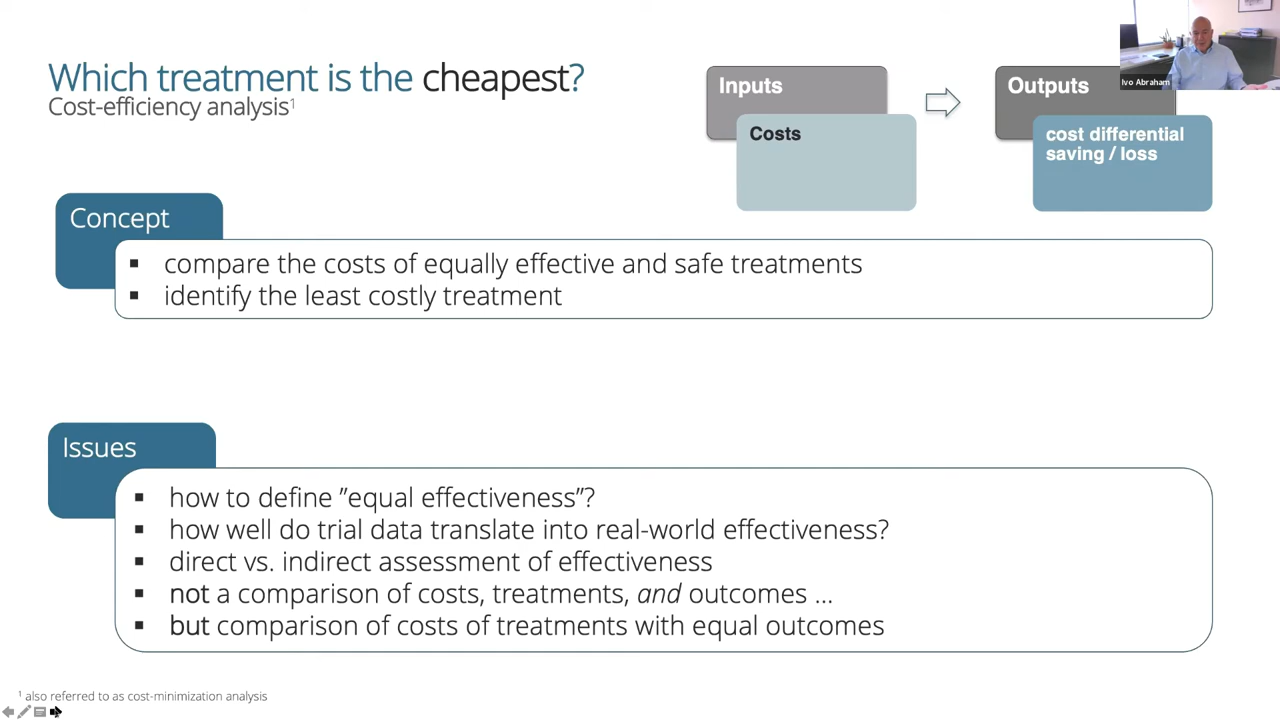 Which treatment is the cheapest?
Cost-efficiency analysis¹
Inputs
Costs
Outputs
cost differential
saving / loss
Ivo Abraham
Concept
▪ compare the costs of equally effective and safe treatments
▪ identify the least costly treatment
Issues
▪ how to define ”equal effectiveness”?
▪ how well do trial data translate into real-world effectiveness?
▪ direct vs. indirect assessment of effectiveness
▪ not a comparison of costs, treatments, and outcomes ...
▪ but comparison of costs of treatments with equal outcomes
¹ also referred to as cost-minimization analysis